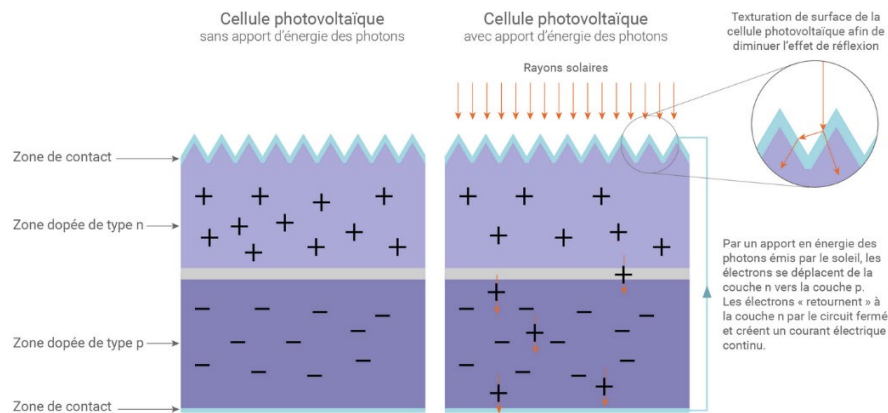 Cellule photovoltaïque
sans apport d'énergie des photons
Cellule photovoltaïque
avec apport d'énergie des photons
Texturation de surface de la
cellule photovoltaïque afin de
diminuer l'effet de réflexion
Rayons solaires
Zone de contact
Zone dopée de type n
Zone dopée de type p
Zone de contact
Par un apport en énergie des
photons émis par le soleil, les
électrons se déplacent de la
couche n vers la couche p.
Les électrons « retournent » à
la couche n par le circuit fermé
et créent un courant électrique
continu.